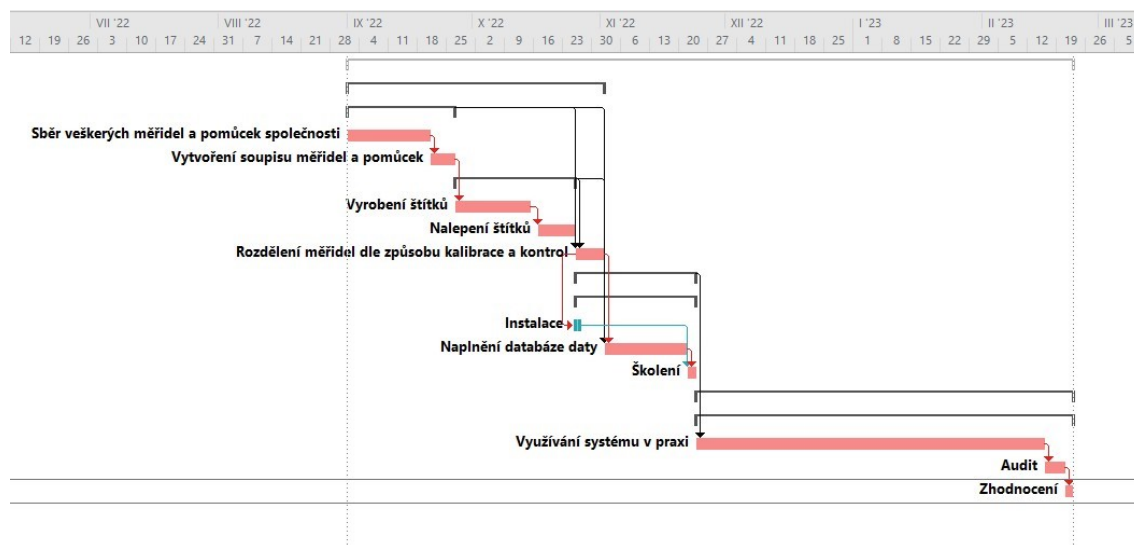 VII '22 VIII '22 IX '22 X '22 XI '22 XII '22 I '23 II '23 III '23
12 19 26 3 10 17 24 31 7 14 21 28 4 11 18 25 2 9 16 23 30 6 13 20 27 4 11 18 25 1 8 15 22 29 5 12 19 26 5
Sběr veškerých měřidel a pomůcek společnosti
Vytvoření soupisu měřidel a pomůcek
Vyrobení štítků
Nalepení štítků
Rozdělení měřidel dle způsobu kalibrace a kontrol
Instalace
Naplnění databáze daty
Školení
Využívání systému v praxi
Audit
Zhodnocení